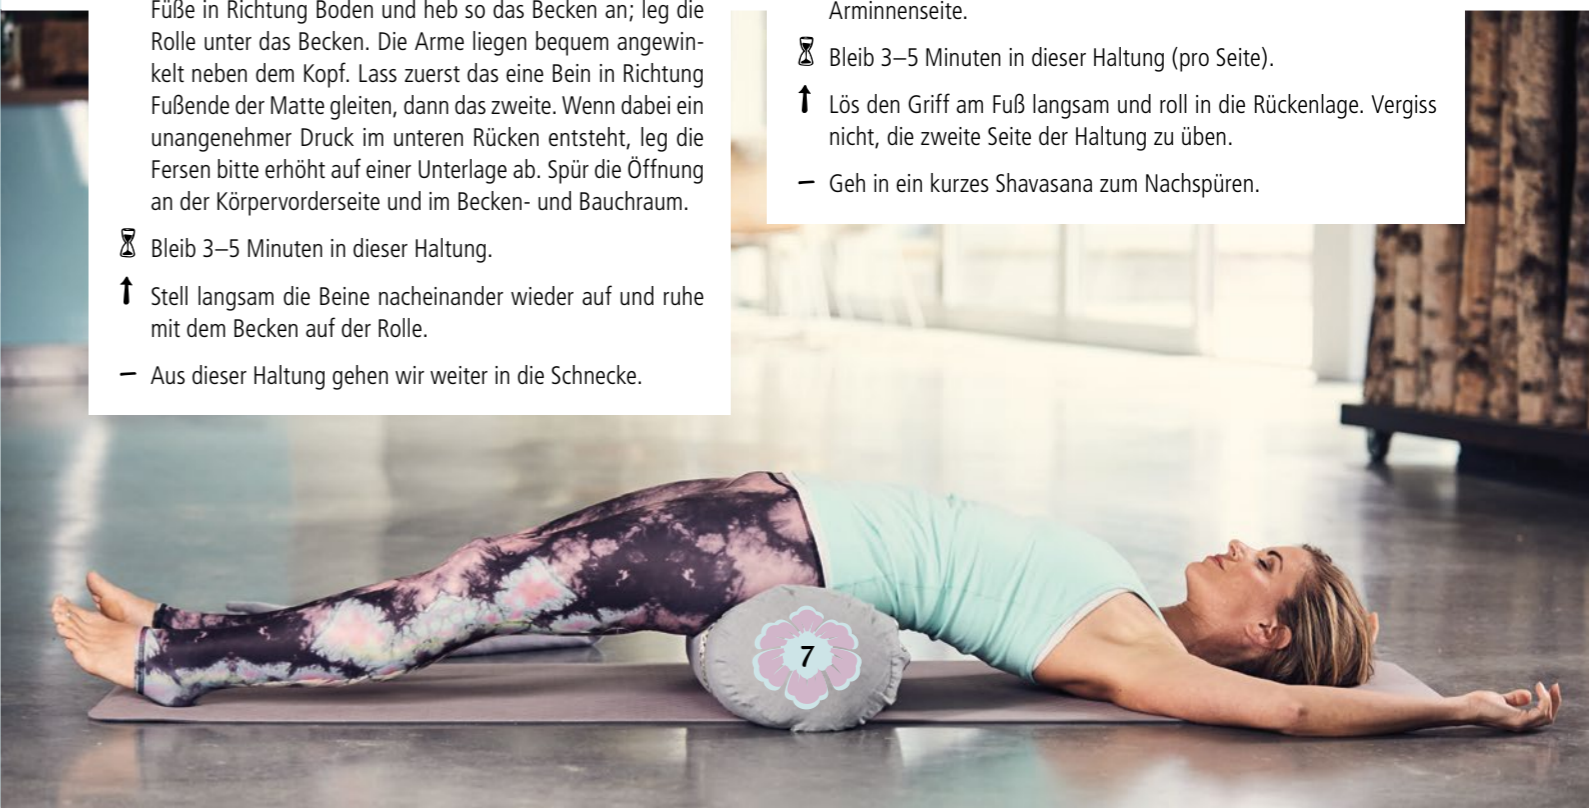 Füße in Richtung Boden und heb so das Becken an; leg die
Rolle unter das Becken. Die Arme liegen bequem angewin-
kelt neben dem Kopf. Lass zuerst das eine Bein in Richtung
Fußende der Matte gleiten, dann das zweite. Wenn dabei ein
unangenehmer Druck im unteren Rücken entsteht, leg die
Fersen bitte erhöht auf einer Unterlage ab. Spür die Öffnung
an der Körpervorderseite und im Becken- und Bauchraum.
Bleib 3–5 Minuten in dieser Haltung.
Stell langsam die Beine nacheinander wieder auf und ruhe
mit dem Becken auf der Rolle.
– Aus dieser Haltung gehen wir weiter in die Schnecke.
Arminnenseite.
Bleib 3–5 Minuten in dieser Haltung (pro Seite).
Lös den Griff am Fuß langsam und roll in die Rückenlage. Vergiss
nicht, die zweite Seite der Haltung zu üben.
– Geh in ein kurzes Shavasana zum Nachspüren.
7